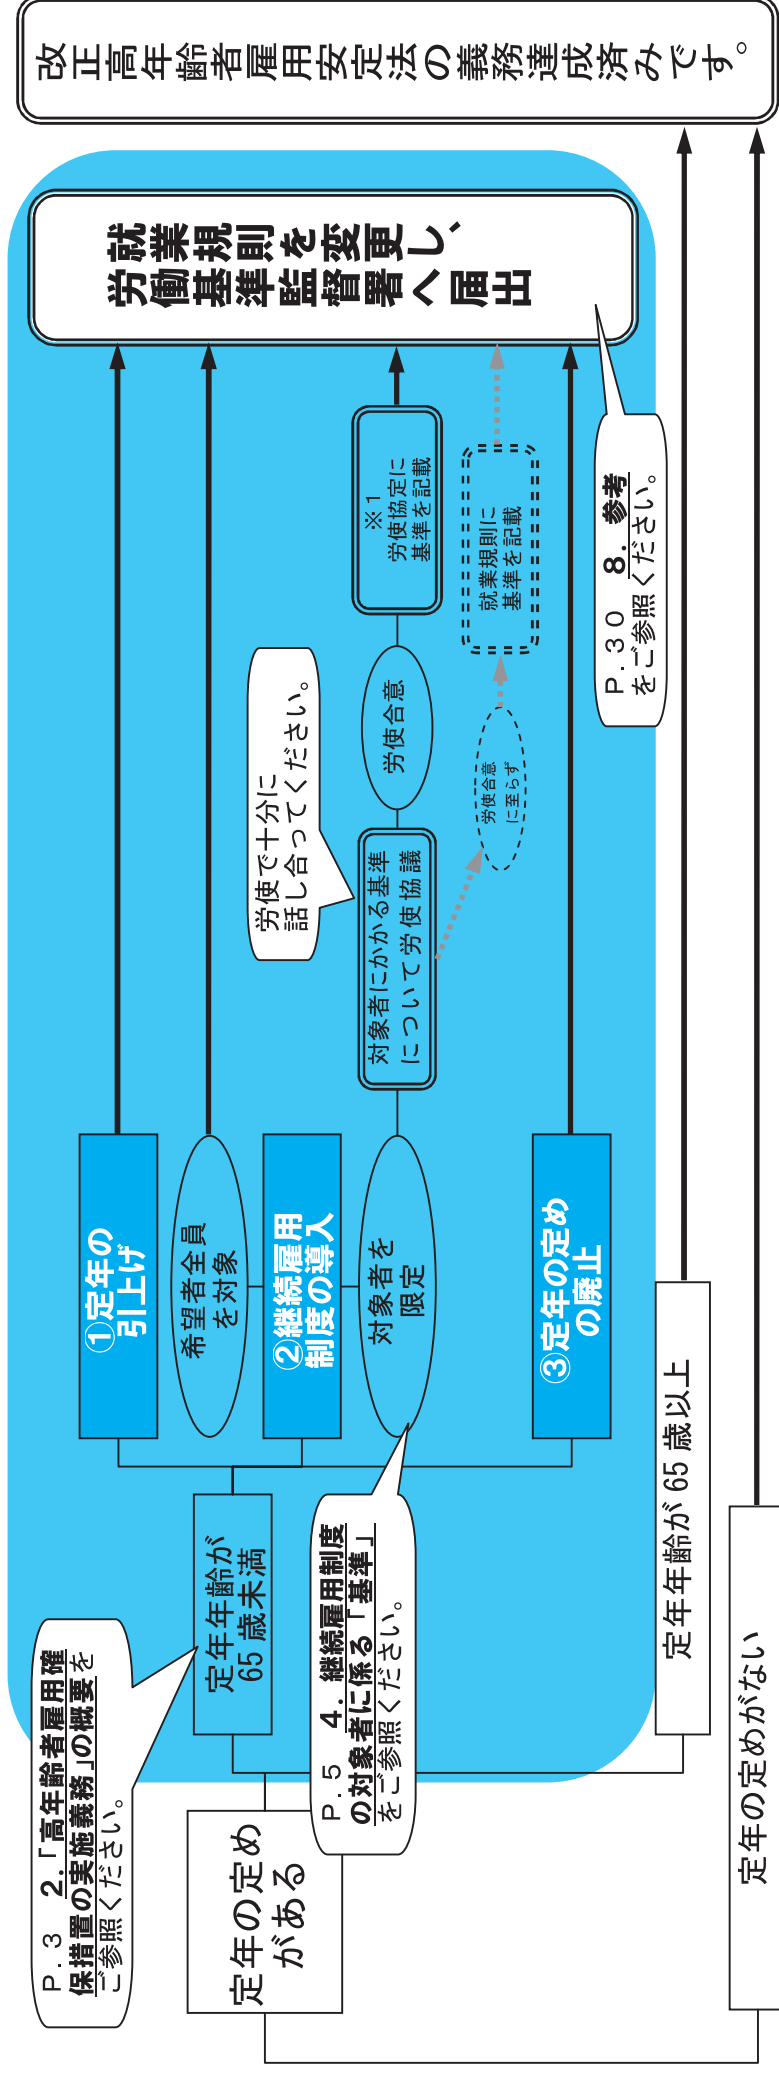 P.3 2.「高年齢者雇用確
保措置の実施義務」の概要を
ご参照ください。
定年の定め
がある
定年の定めがない
定年年齢が
65歳未満
定年年齢が65歳以上
P.5 4.継続雇用制度
の対象者に係る「基準」
をご参照ください。
①定年の
引上げ
希望者全員
を対象
②継続雇用
制度の導入
対象者を
限定
③定年の定め
の廃止
労使で十分に
話し合ってください。
対象者にかかる基準
について労使協議
労使合意
労使合意
に至らず
※1
労使協定に
基準を記載
就業規則に
基準を記載
P.30 8.参考
をご参照ください。
就業規則を変更し、
労働基準監督署へ届出
改正高年齢者雇用安定法の義務達成済みです。